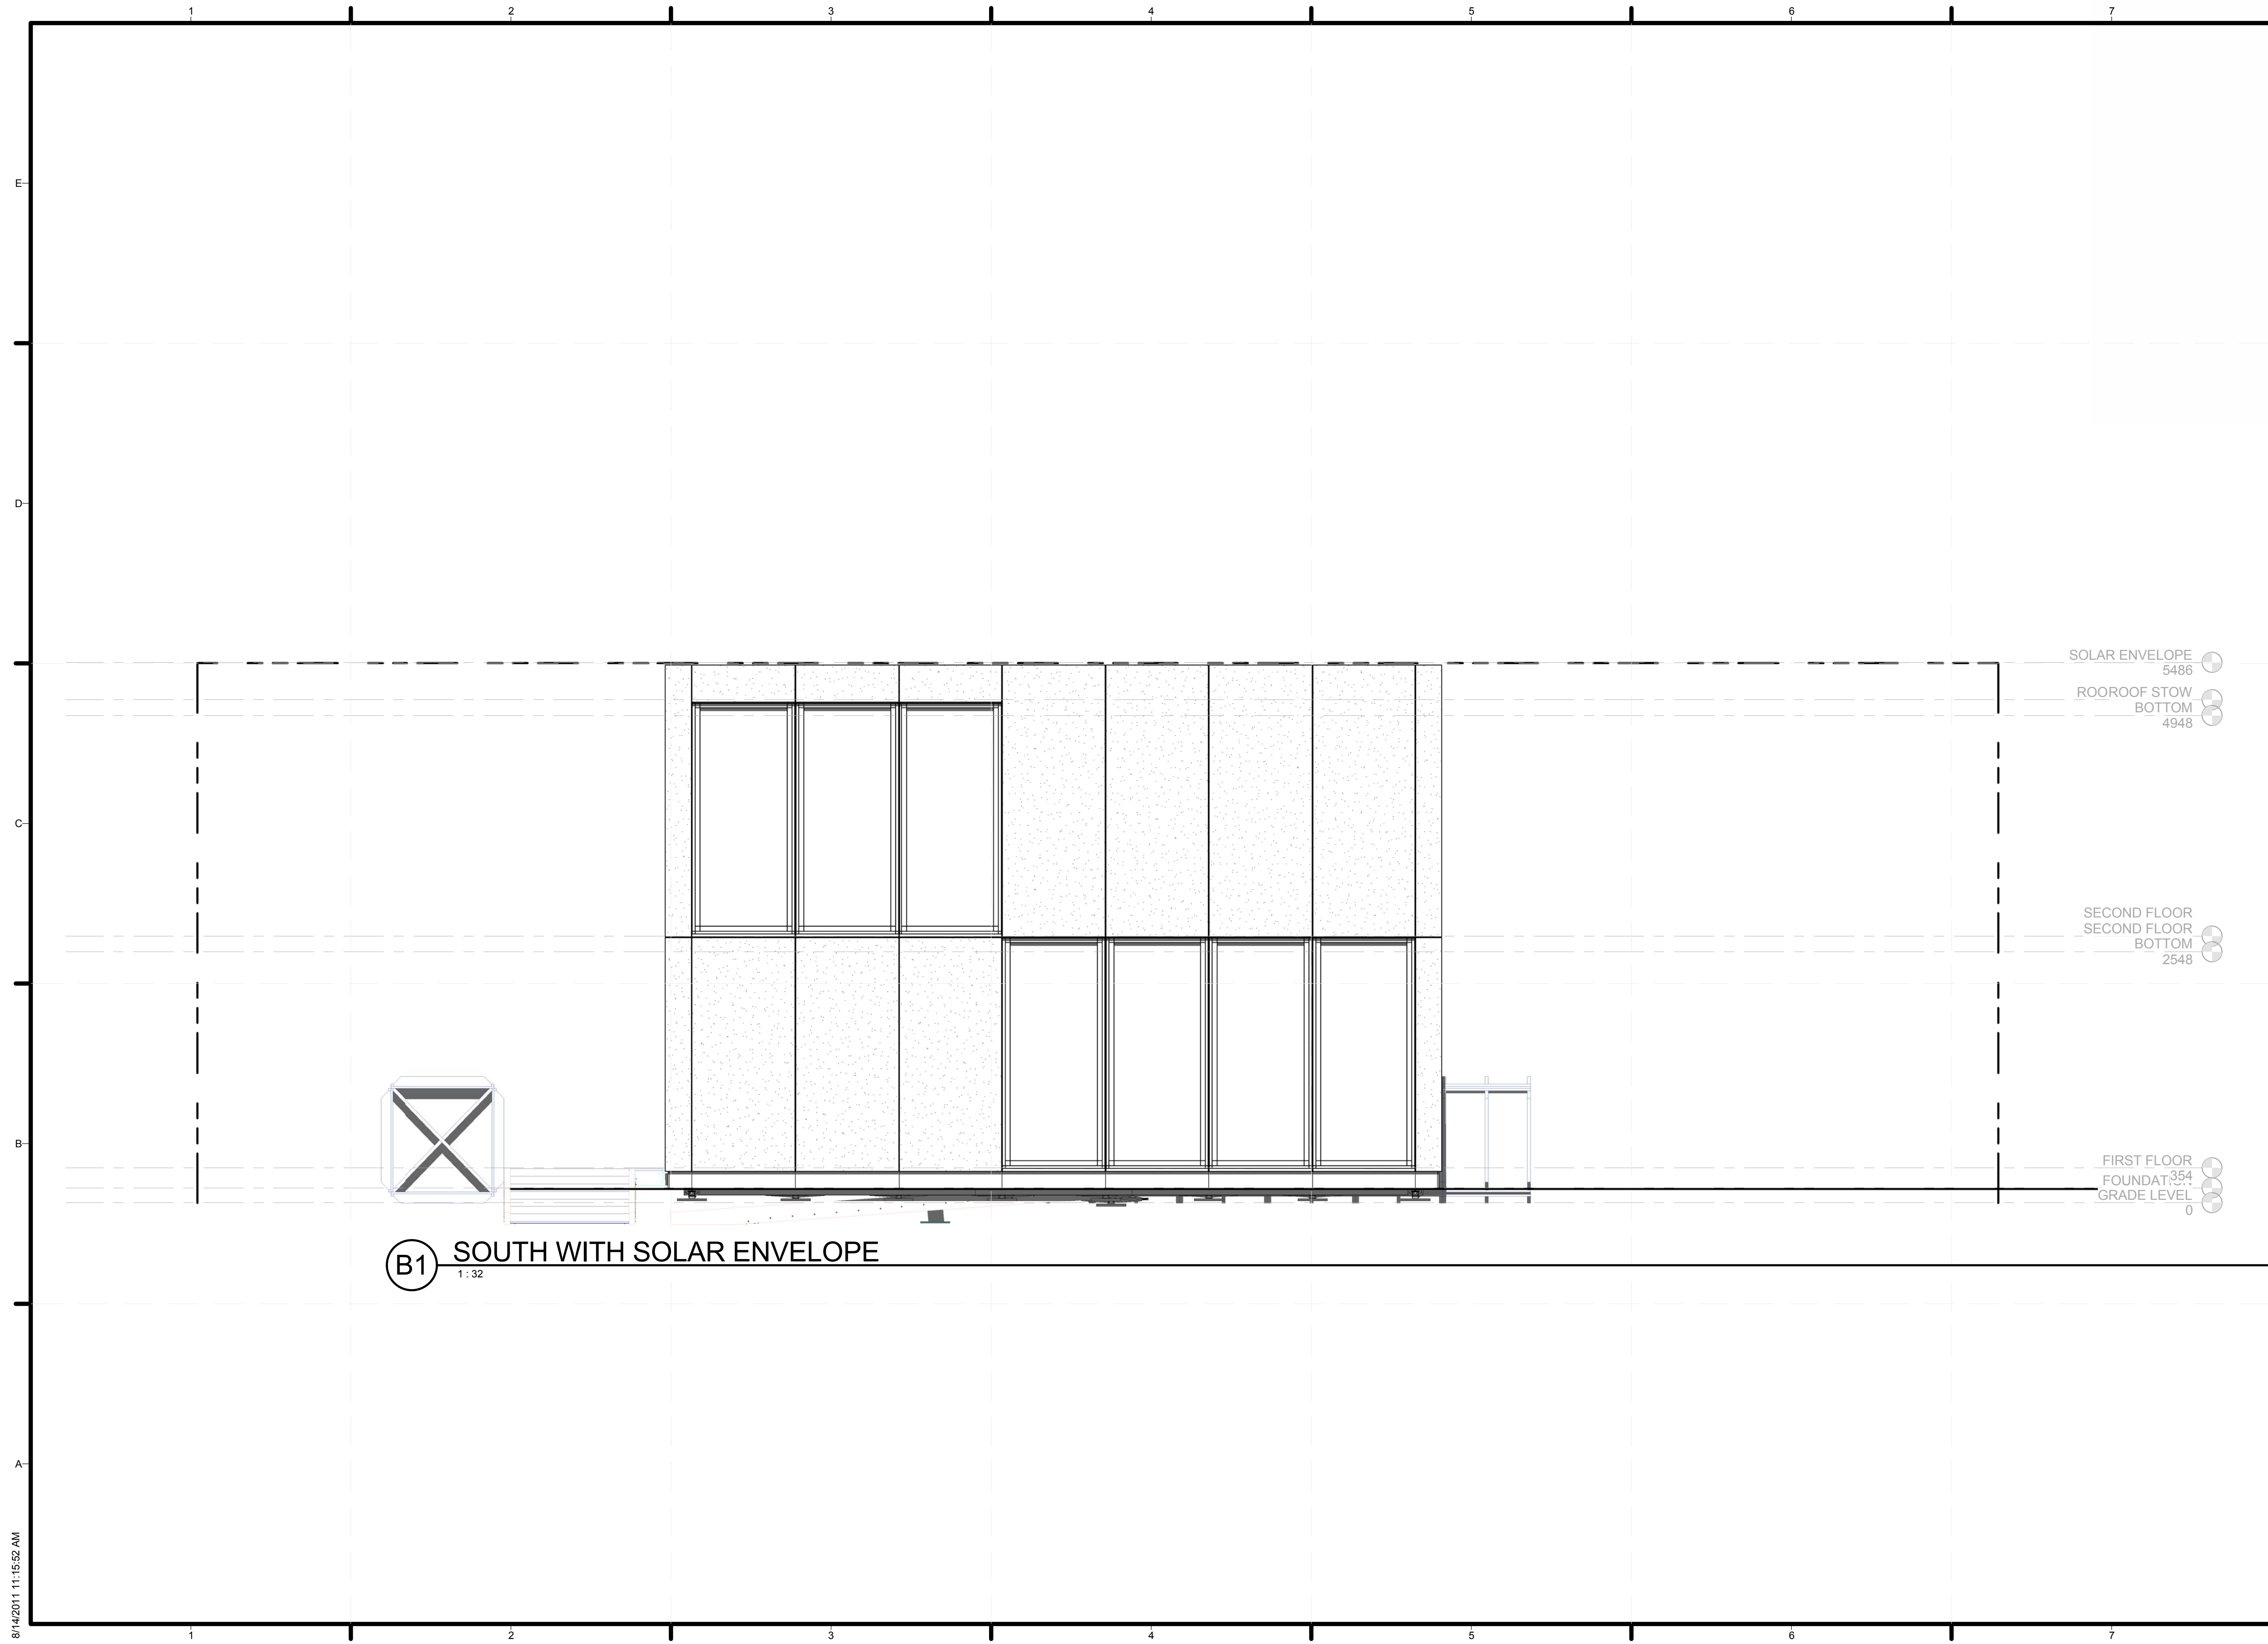 1 2 3 4 5 6 7
E
D
SOLAR ENVELOPE
5486
ROOROOF STOW
BOTTOM
4948
C
SECOND FLOOR
SECOND FLOOR
BOTTOM
2548
B
FIRST FLOOR
354
GRADE LEVEL
0
B1
SOUTH WITH SOLAR ENVELOPE
1 : 32
A
8/14/2011 11:15:52 AM
1 2 3 4 5 6 7